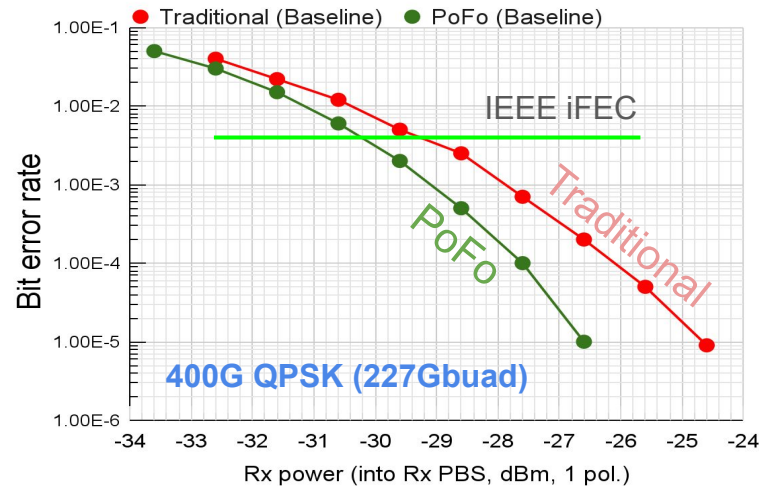 Traditional (Baseline) PoFo (Baseline)
1.00E-1
IEEE iFEC
1.00E-2
1.00E-3
Traditional
PoFo
1.00E-4
1.00E-5
400G QPSK (227Gbuad)
1.00E-6
Bit error rate
-34 -33 -32 -31 -30 -29 -28 -27 -26 -25 -24
Rx power (into Rx PBS, dBm, 1 pol.)